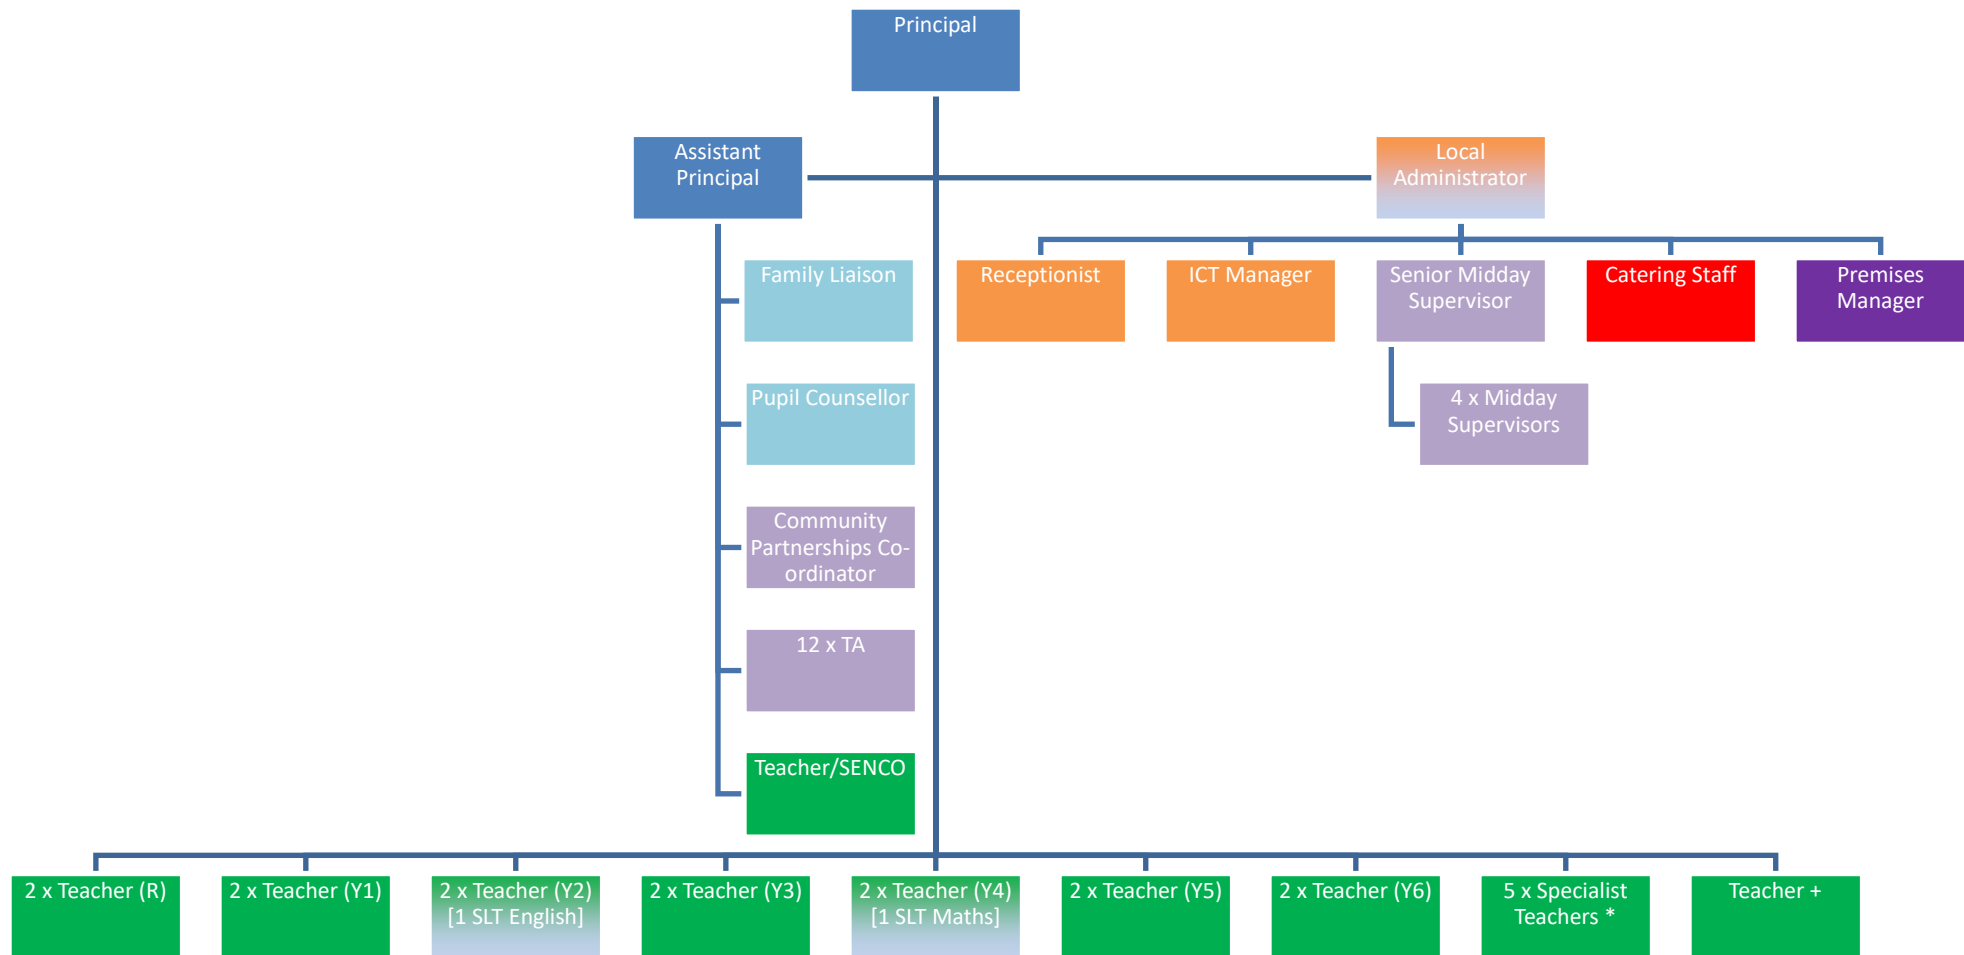 Principal
Assistant
Principal
Local
Administrator
Family Liaison
Receptionist
ICT Manager
Senior Midday
Supervisor
Catering Staff
Premises
Manager
Pupil Counsellor
4 x Midday
Supervisors
Community
Partnerships Co-
ordinator
12 x TA
Teacher/SENCO
2 x Teacher (R)
2 x Teacher (Y1)
2 x Teacher (Y2)
[1 SLT English]
2 x Teacher (Y3)
2 x Teacher (Y4)
[1 SLT Maths]
2 x Teacher (Y5)
2 x Teacher (Y6)
5 x Specialist
Teachers *
Teacher +